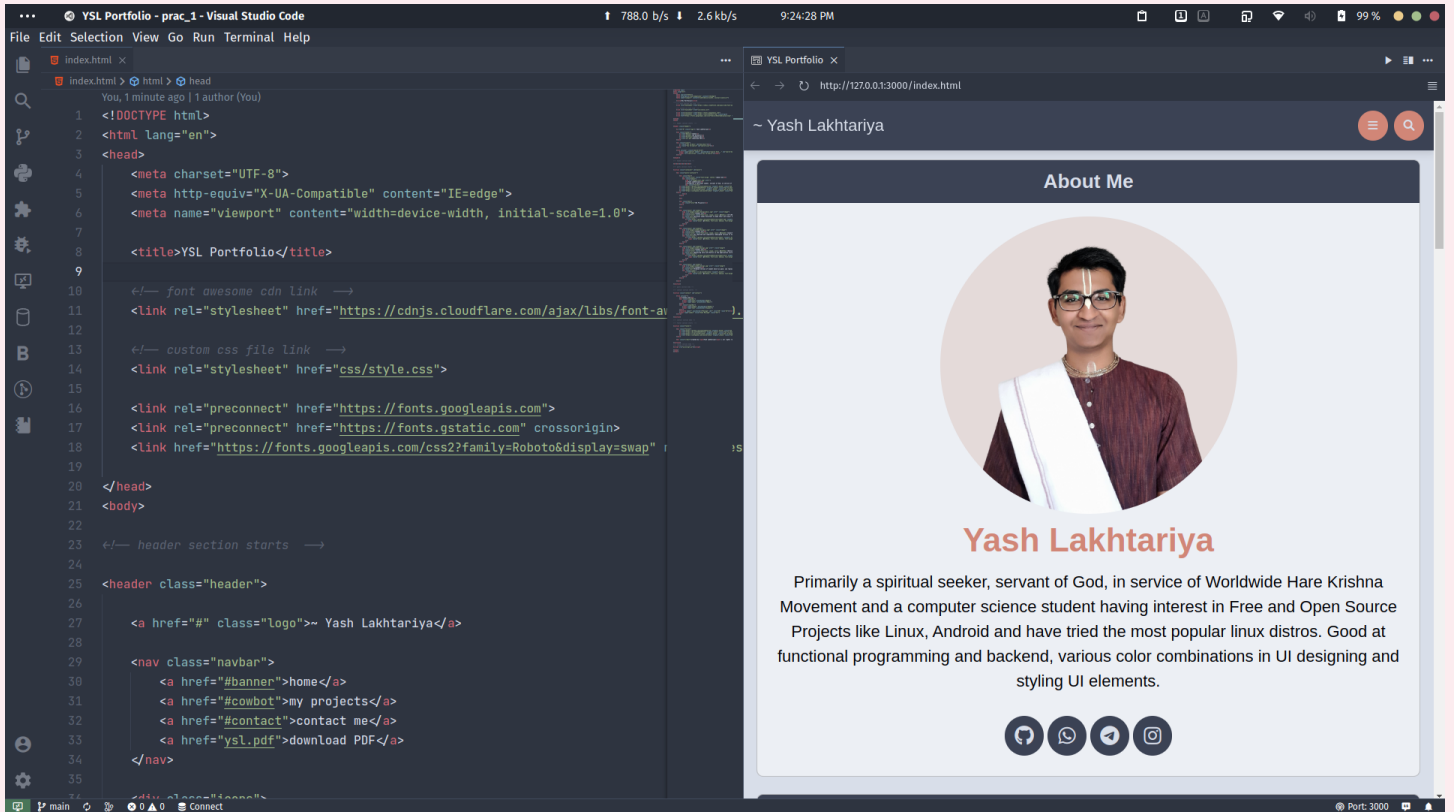 YSL Portfolio - prac_1 - Visual Studio Code
788.0 b/s
2.6 kb/s
9:24:28 PM
1
A
99 %
File Edit Selection View Go Run Terminal Help
index.html
index.html > html > head
You, 1 minute ago | 1 author (You)
1 <!DOCTYPE html>
2 <html lang="en">
3 <head>
4 <meta charset="UTF-8">
5 <meta http-equiv="X-UA-Compatible" content="IE=edge">
6 <meta name="viewport" content="width=device-width, initial-scale=1.0">
7
8 <title>YSL Portfolio</title>
9
10 <!-- font awesome cdn link -->
11 <link rel="stylesheet" href="https://cdnjs.cloudflare.com/ajax/libs/font-aw
12
13 <!-- custom css file link -->
14 <link rel="stylesheet" href="css/style.css">
15
16 <link rel="preconnect" href="https://fonts.googleapis.com">
17 <link rel="preconnect" href="https://fonts.gstatic.com" crossorigin>
18 <link href="https://fonts.googleapis.com/css2?family=Roboto&display=swap"
19
20 </head>
21 <body>
22
23 <!-- header section starts -->
24
25 <header class="header">
26
27 <a href="#" class="logo">~ Yash Lakhtariya</a>
28
29 <nav class="navbar">
30 <a href="#banner">home</a>
31 <a href="#cowbot">my projects</a>
32 <a href="#contact">contact me</a>
33 <a href="ysl.pdf">download PDF</a>
34 </nav>
35
36 <div class="icons">
main
0 0
Connect
YSL Portfolio
http://127.0.0.1:3000/index.html
~ Yash Lakhtariya
About Me
Yash Lakhtariya
Primarily a spiritual seeker, servant of God, in service of Worldwide Hare Krishna
Movement and a computer science student having interest in Free and Open Source
Projects like Linux, Android and have tried the most popular linux distros. Good at
functional programming and backend, various color combinations in UI designing and
styling UI elements.
Port: 3000